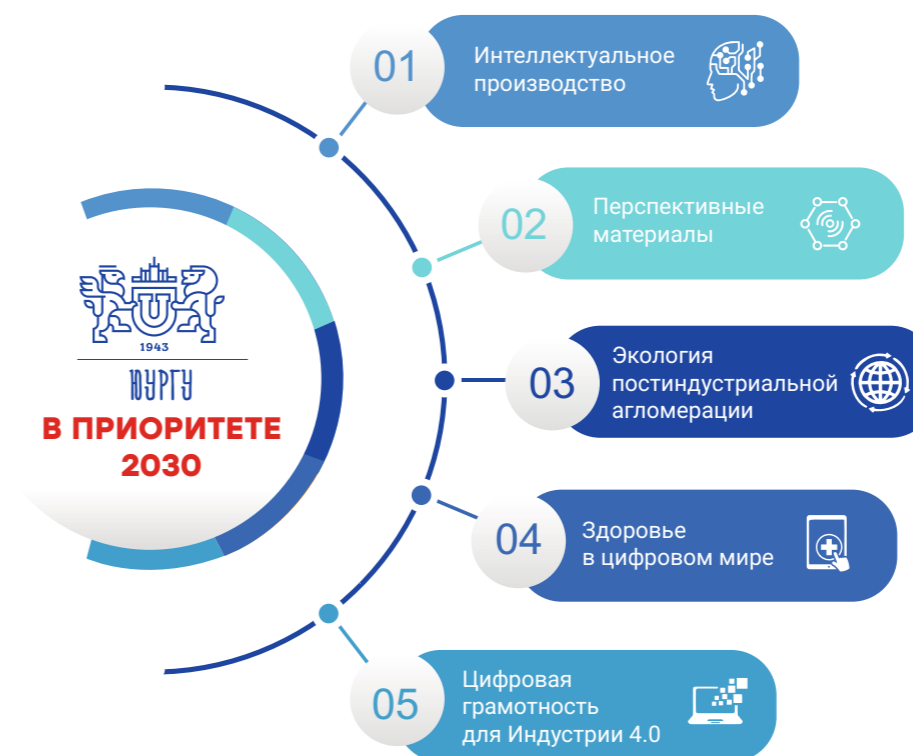 01
Интеллектуальное
производство
02
Перспективные
материалы
1943
ЮУРГУ
В ПРИОРИТЕТЕ
2030
03
Экология
постиндустриальной
агломерации
04
Здоровье
в цифровом мире
05
Цифровая
грамотность
для Индустрии 4.0